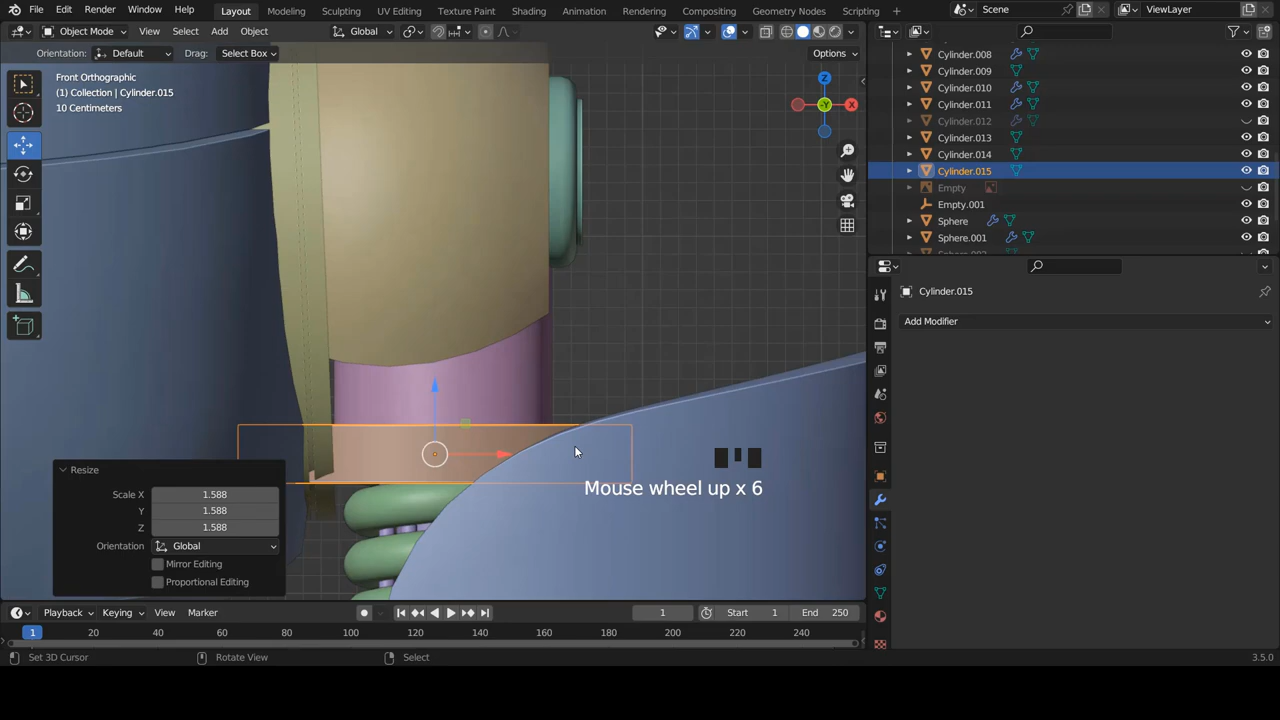 File Edit Render Window Help Layout Modeling Sculpting UV Editing Texture Paint Shading Animation Rendering Compositing Geometry Nodes Scripting + Scene ViewLayer
Object Mode View Select Add Object Global
Orientation: Default Drag: Select Box Options
Front Orthographic
(1) Collection | Cylinder.015
10 Centimeters
Z
X
Y
Cylinder.008
Cylinder.009
Cylinder.010
Cylinder.011
Cylinder.012
Cylinder.013
Cylinder.014
Cylinder.015
Empty
Empty.001
Sphere
Sphere.001
Cylinder.015
Add Modifier
Resize
Scale X 1.588
Y 1.588
Z 1.588
Orientation Global
Mirror Editing
Proportional Editing
Mouse wheel up x 6
Playback Keying View Marker 1 Start 1 End 250
1 20 40 60 80 100 120 140 160 180 200 220 240
Set 3D Cursor Rotate View Select 3.5.0